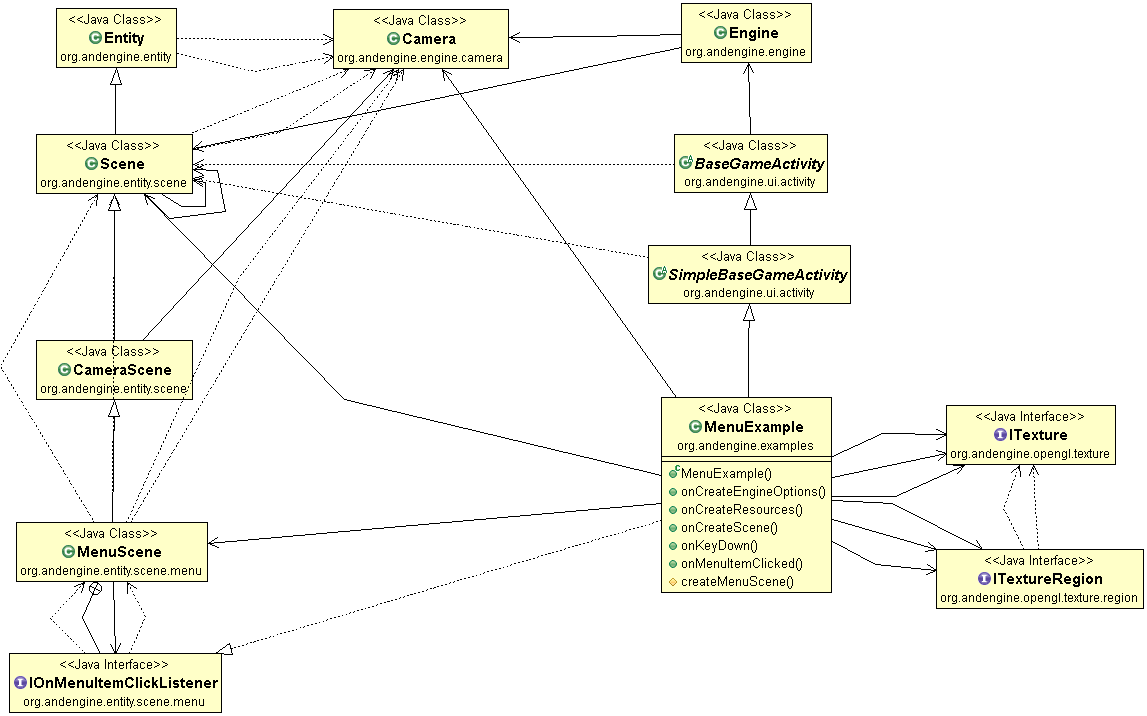 <<Java Class>>
Entity
org.andengine.entity
<<Java Class>>
Camera
org.andengine.engine.camera
<<Java Class>>
Engine
org.andengine.engine
<<Java Class>>
Scene
org.andengine.entity.scene
<<Java Class>>
BaseGameActivity
org.andengine.ui.activity
<<Java Class>>
SimpleBaseGameActivity
org.andengine.ui.activity
<<Java Class>>
CameraScene
org.andengine.entity.scene
<<Java Class>>
MenuExample
org.andengine.examples
MenuExample()
onCreateEngineOptions()
onCreateResources()
onCreateScene()
onKeyDown()
onMenuItemClicked()
createMenuScene()
<<Java Interface>>
ITexture
org.andengine.opengl.texture
<<Java Class>>
MenuScene
org.andengine.entity.scene.menu
<<Java Interface>>
ITextureRegion
org.andengine.opengl.texture.region
<<Java Interface>>
IOnMenuItemClickListener
org.andengine.entity.scene.menu